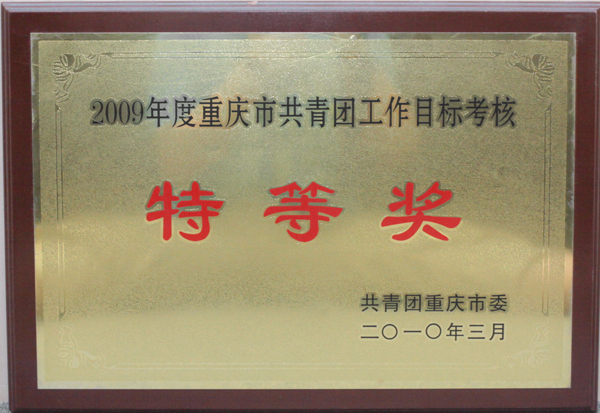 2009年度重庆市共青团工作目标考核
特等奖
共青团重庆市委
二〇一〇年三月